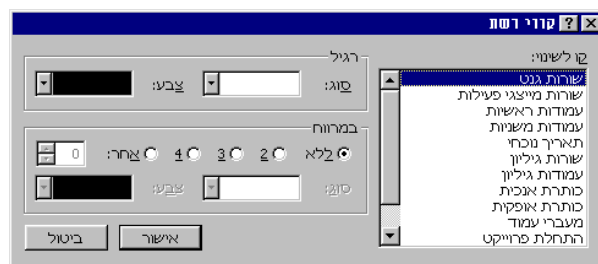 קווי רשת
קו לשינוי:
שורות גנט
שורות מייצגי פעילות
עמודות ראשיות
עמודות משניות
תאריך נוכחי
שורות גיליון
עמודות גיליון
כותרת אנכית
כותרת אופקית
מעברי עמוד
התחלת פרוייקט
רגיל
סוג: צבע:
במרווח
ללא 2 3 4 אחר: 0
סוג: צבע:
אישור ביטול